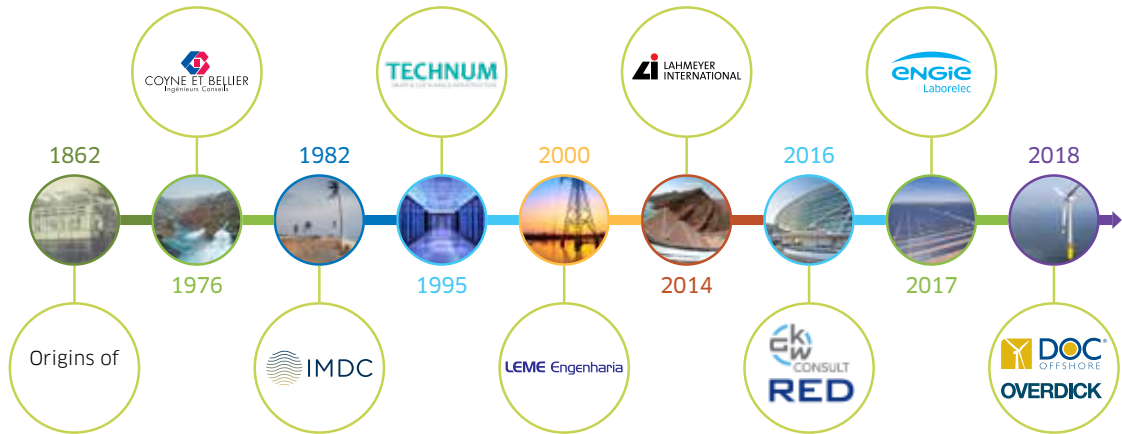 COYNE ET BELLIER
Ingénieurs Conseils
TECHNUM
LAHMEYER
INTERNATIONAL
ENGIE
Laborelec
1862
1982
2000
2016
2018
1976
1995
2014
2017
Origins of
IMDC
LEME Engenharia
GKW
CONSULT
RED
DOC
OFFSHORE
OVERDICK